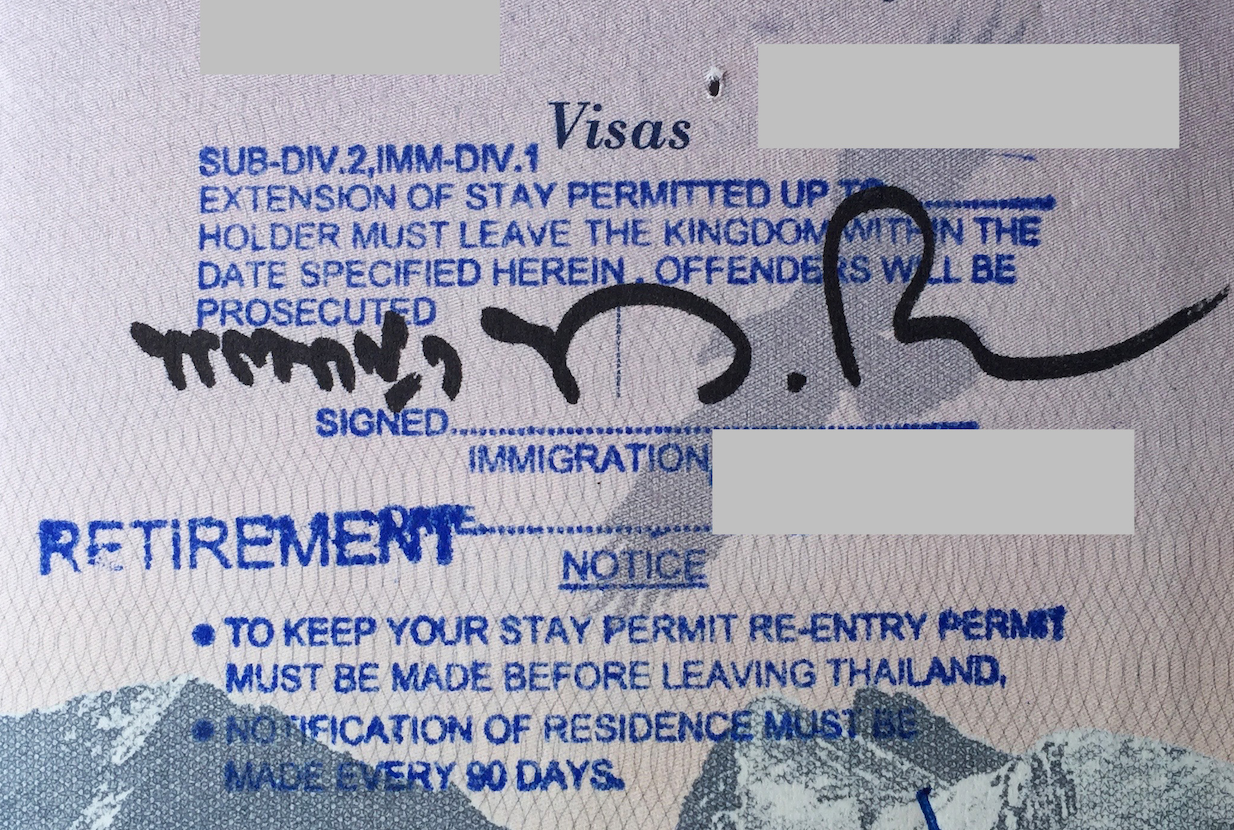 Visas
SUB-DIV.2,IMM-DIV.1
EXTENSION OF STAY PERMITTED UP TO
HOLDER MUST LEAVE THE KINGDOM WITHIN THE
DATE SPECIFIED HEREIN . OFFENDERS WILL BE
PROSECUTED
SIGNED
IMMIGRATION
RETIREMENT
DATE
NOTICE
• TO KEEP YOUR STAY PERMIT RE-ENTRY PERMIT
MUST BE MADE BEFORE LEAVING THAILAND,
• NOTIFICATION OF RESIDENCE MUST BE
MADE EVERY 90 DAYS.